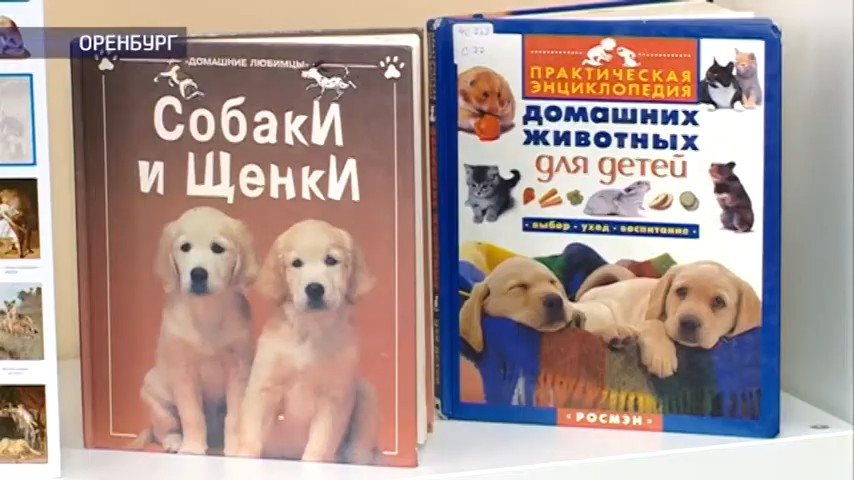 ОРЕНБУРГ
·ДОМАШНИЕ ЛЮБИМЦЫ·
СобакИ
и ЩенкИ
ПРАКТИЧЕСКАЯ
ЭНЦИКЛОПЕДИЯ
домашних
животных
для детей
· выбор · уход · воспитание ·
«РОСМЭН»